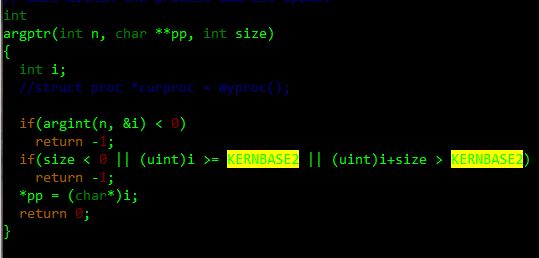 int
argptr(int n, char **pp, int size)
{
  int i;
  //struct proc *curproc = myproc();

  if(argint(n, &i) < 0)
    return -1;
  if(size < 0 || (uint)i >= KERNBASE2 || (uint)i+size > KERNBASE2)
    return -1;
  *pp = (char*)i;
  return 0;
}